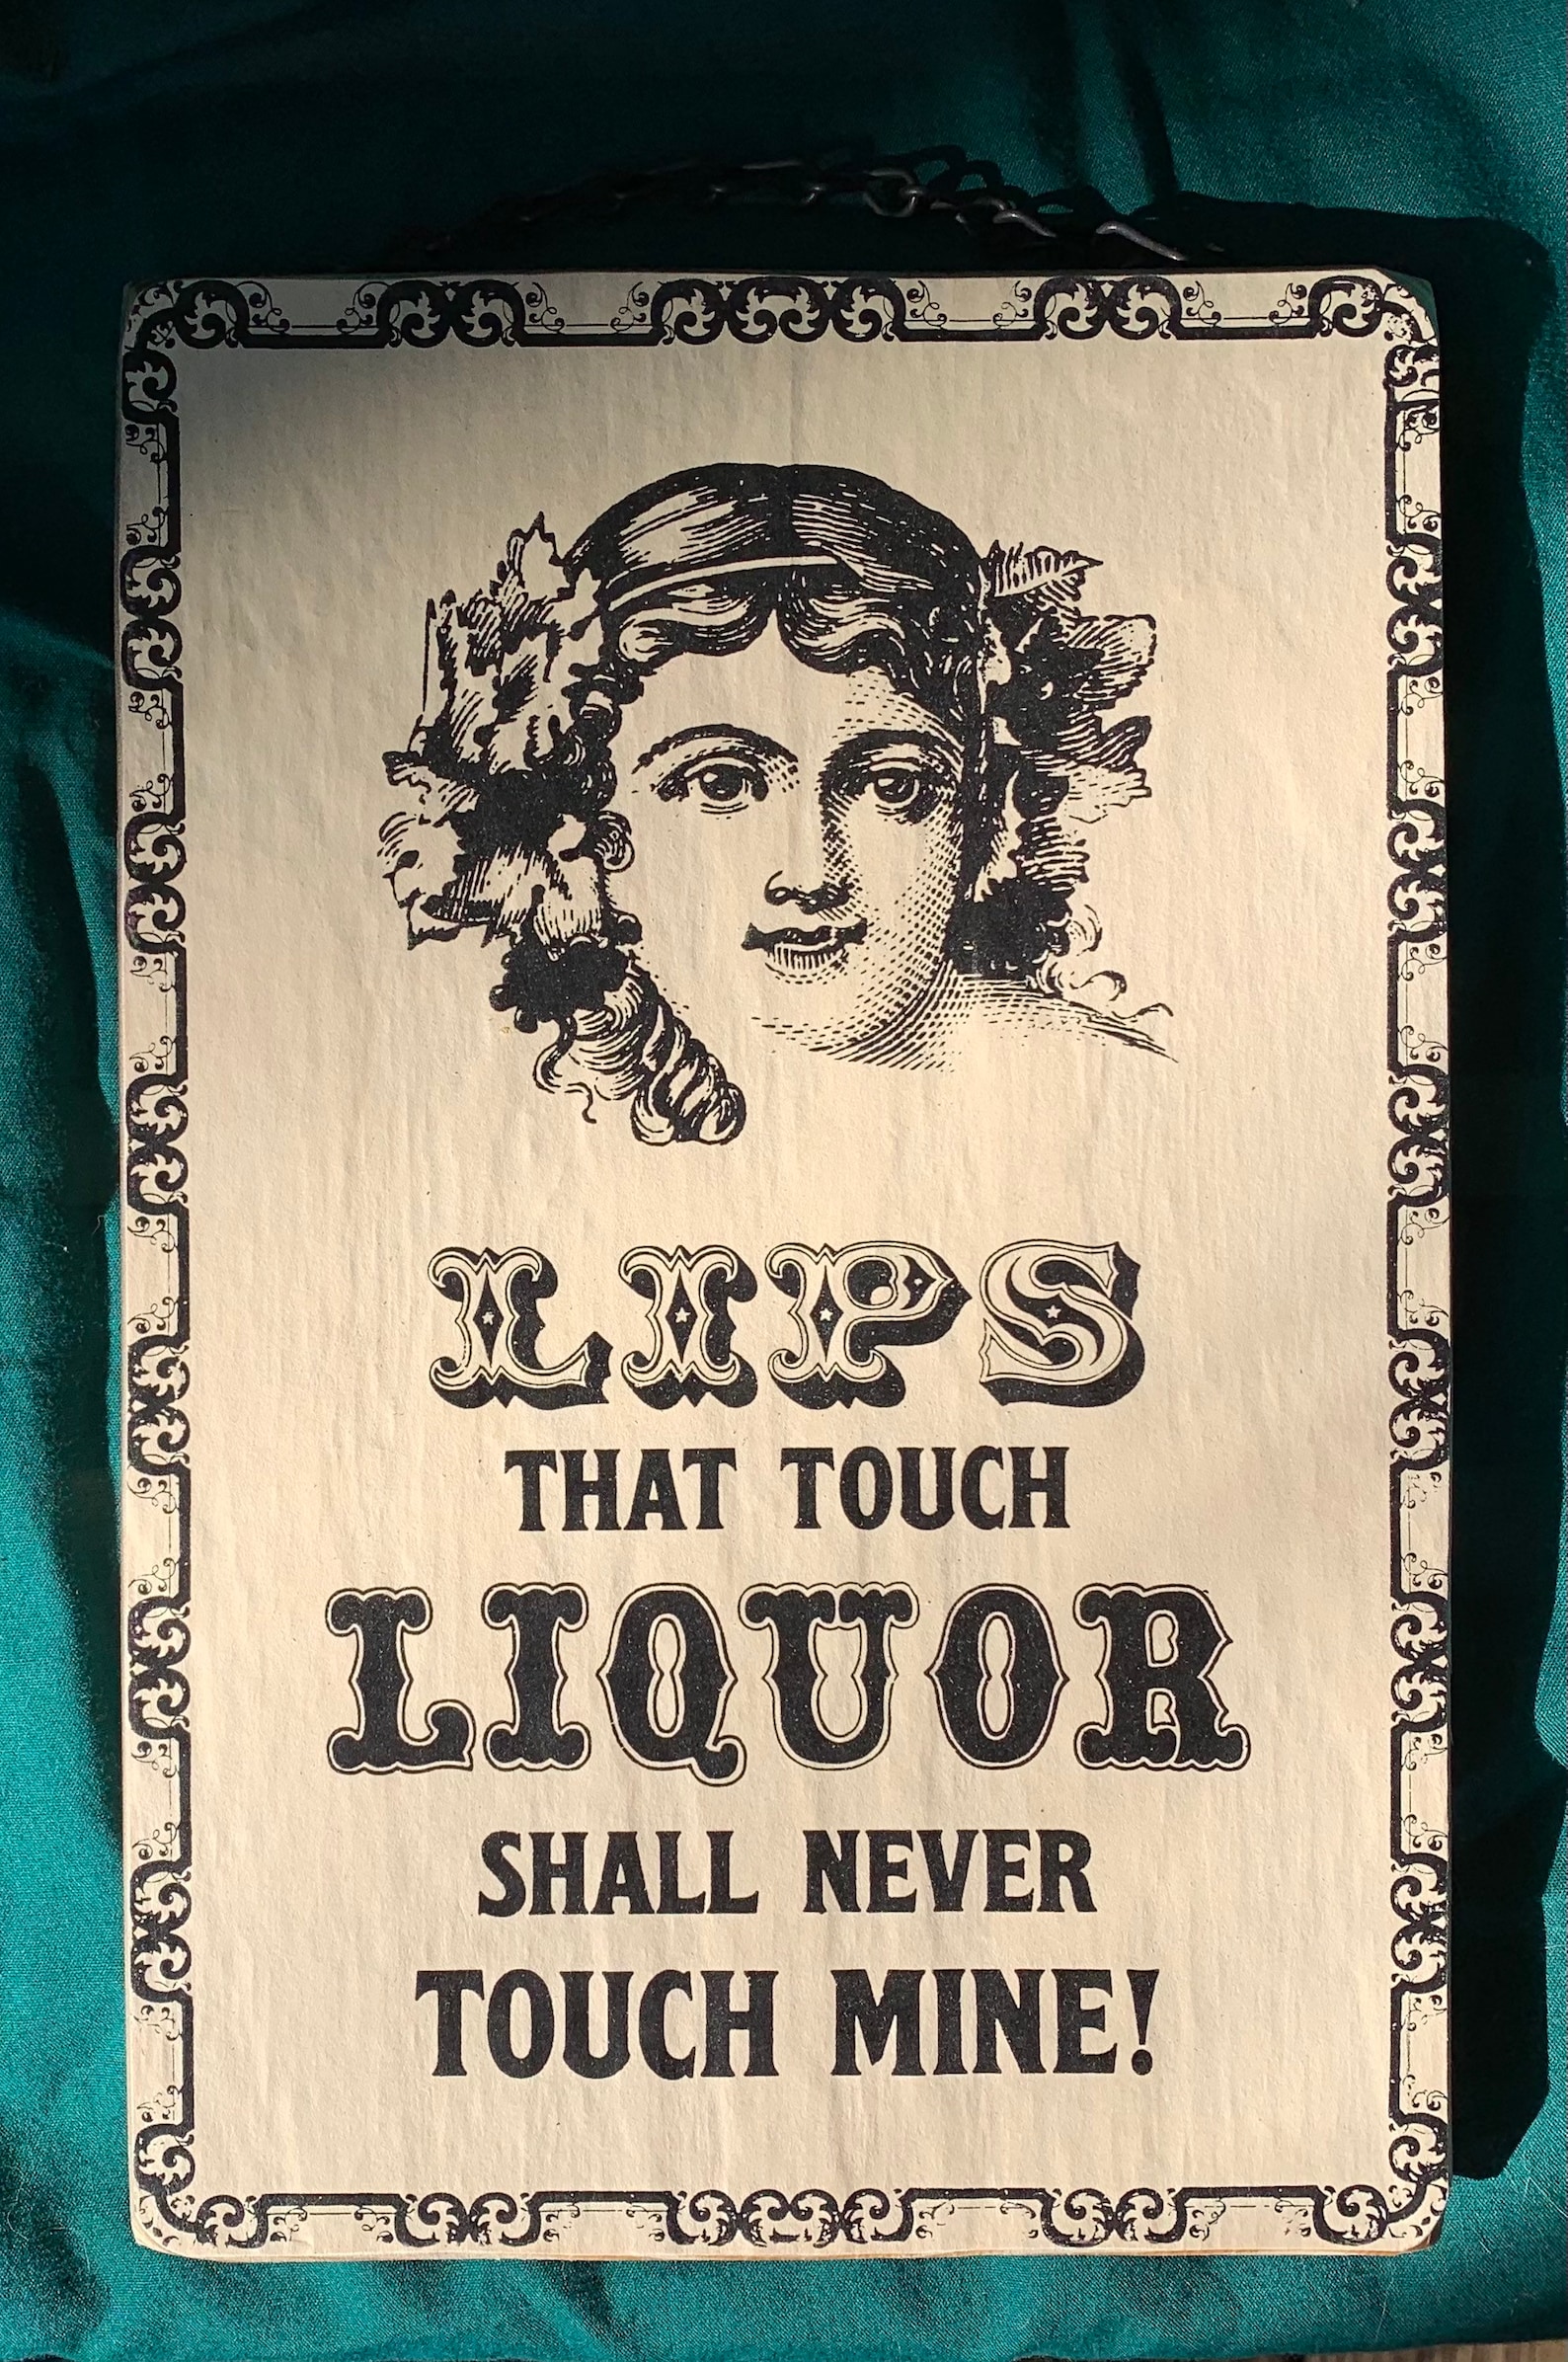 LIPS
THAT TOUCH
LIQUOR
SHALL NEVER
TOUCH MINE!